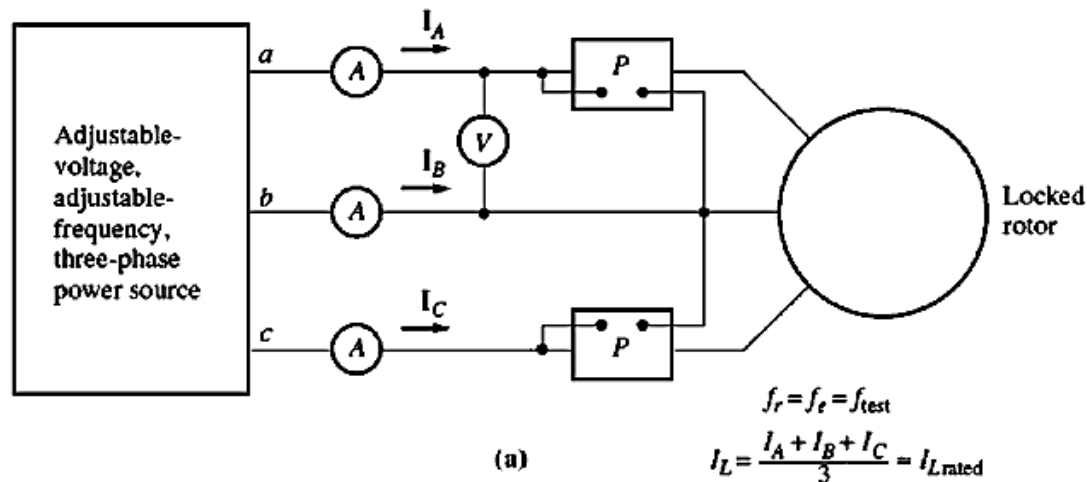 I_A
a
A
P
Adjustable-
voltage,
adjustable-
frequency,
three-phase
power source
V
I_B
b
A
Locked
rotor
I_C
c
A
P
f_r = f_e = f_test
(a)
I_L = (I_A + I_B + I_C)/3 = I_L rated